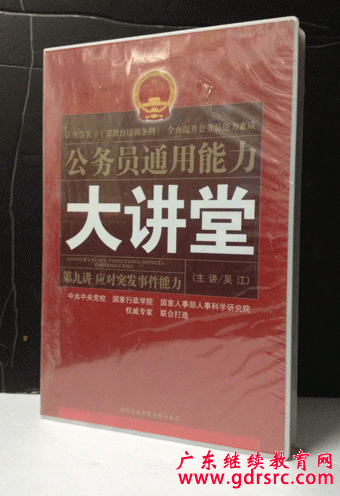 认真落实《干部教育培训条例》 全面提升公务员能力素质
公务员通用能力
大讲堂
GONGWUYUAN TONGYONG NENGLI
DAJIANGTANG
第九讲 应对突发事件能力
(主 讲/吴 江)
中共中央党校 国家行政学院 国家人事部人事科学研究院
权威专家 联合打造
广东继续教育网
www.gdrsrc.com